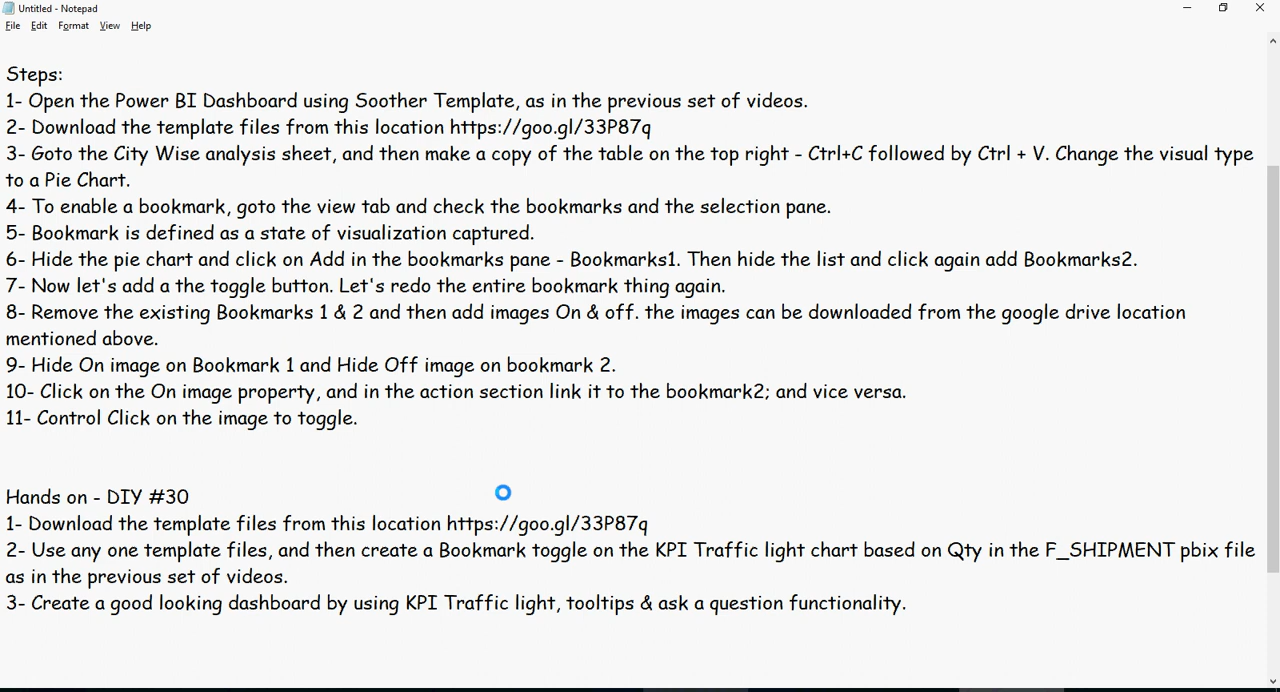 Untitled - Notepad
File Edit Format View Help
Steps:
1- Open the Power BI Dashboard using Soother Template, as in the previous set of videos.
2- Download the template files from this location https://goo.gl/33P87q
3- Goto the City Wise analysis sheet, and then make a copy of the table on the top right - Ctrl+C followed by Ctrl + V. Change the visual type
to a Pie Chart.
4- To enable a bookmark, goto the view tab and check the bookmarks and the selection pane.
5- Bookmark is defined as a state of visualization captured.
6- Hide the pie chart and click on Add in the bookmarks pane - Bookmarks1. Then hide the list and click again add Bookmarks2.
7- Now let's add a the toggle button. Let's redo the entire bookmark thing again.
8- Remove the existing Bookmarks 1 & 2 and then add images On & off. the images can be downloaded from the google drive location
mentioned above.
9- Hide On image on Bookmark 1 and Hide Off image on bookmark 2.
10- Click on the On image property, and in the action section link it to the bookmark2; and vice versa.
11- Control Click on the image to toggle.
Hands on - DIY #30
1- Download the template files from this location https://goo.gl/33P87q
2- Use any one template files, and then create a Bookmark toggle on the KPI Traffic light chart based on Qty in the F_SHIPMENT pbix file
as in the previous set of videos.
3- Create a good looking dashboard by using KPI Traffic light, tooltips & ask a question functionality.